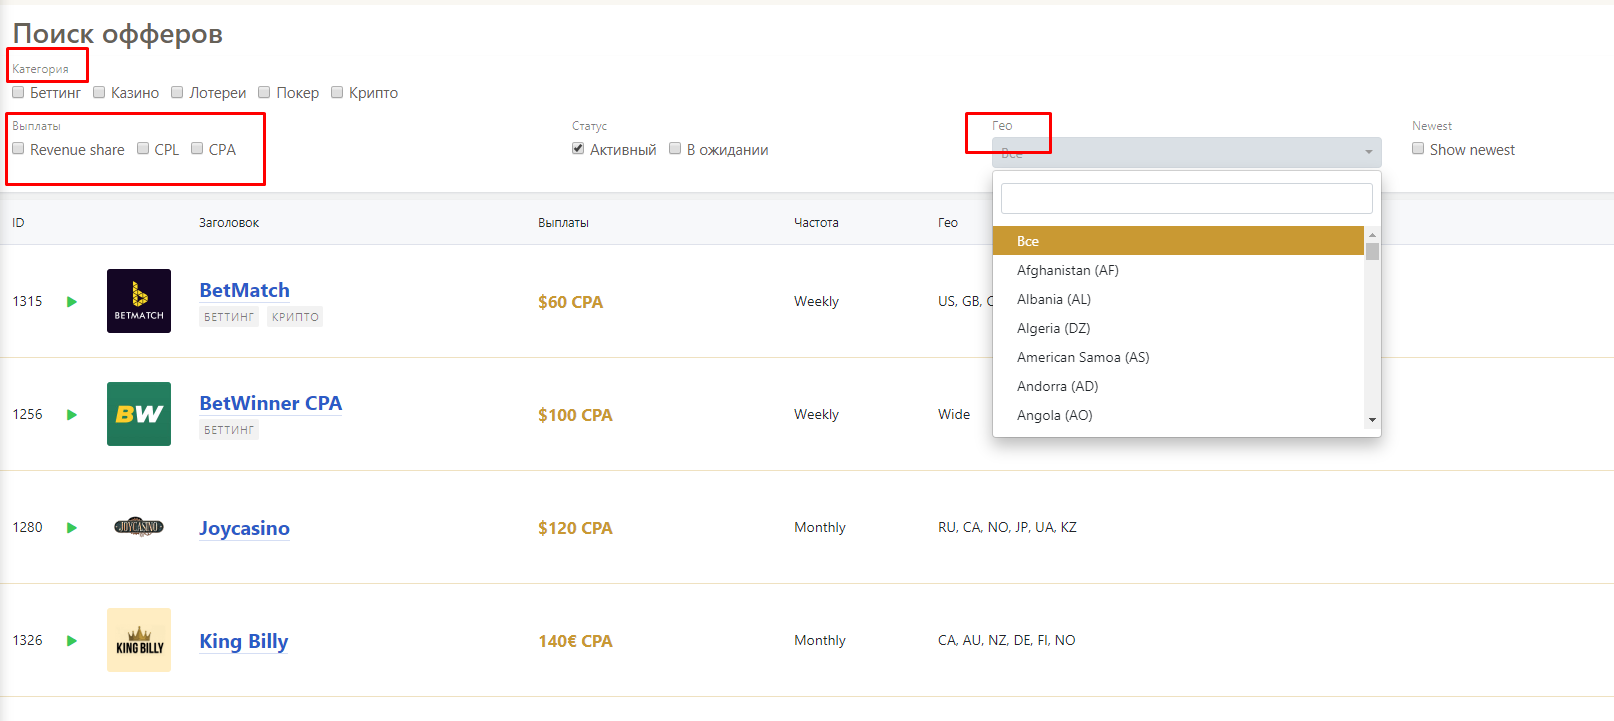 Поиск офферов
Категория
Беттинг Казино Лотереи Покер Крипто
Выплаты Статус Гео Newest
Revenue share CPL CPA Активный В ожидании Все Show newest
ID Заголовок Выплаты Частота Гео
Все
Afghanistan (AF)
Albania (AL)
Algeria (DZ)
American Samoa (AS)
Andorra (AD)
Angola (AO)
1315 BETMATCH BetMatch $60 CPA Weekly US, GB,
БЕТТИНГ КРИПТО
1256 BW BetWinner CPA $100 CPA Weekly Wide
БЕТТИНГ
1280 JOYCASINO Joycasino $120 CPA Monthly RU, CA, NO, JP, UA, KZ
1326 KING BILLY King Billy 140€ CPA Monthly CA, AU, NZ, DE, FI, NO